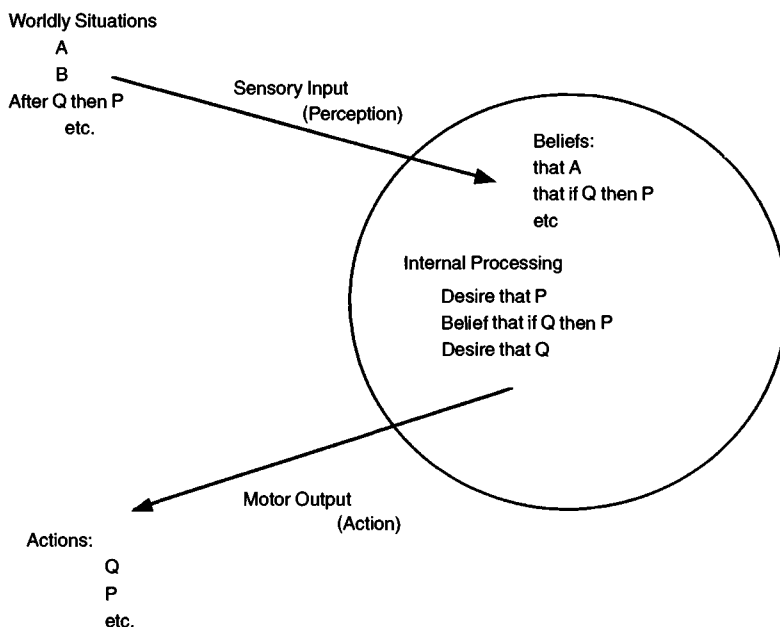 Worldly Situations
A
B
After Q then P
etc.
Sensory Input
(Perception)
Beliefs:
that A
that if Q then P
etc
Internal Processing
Desire that P
Belief that if Q then P
Desire that Q
Motor Output
(Action)
Actions:
Q
P
etc.